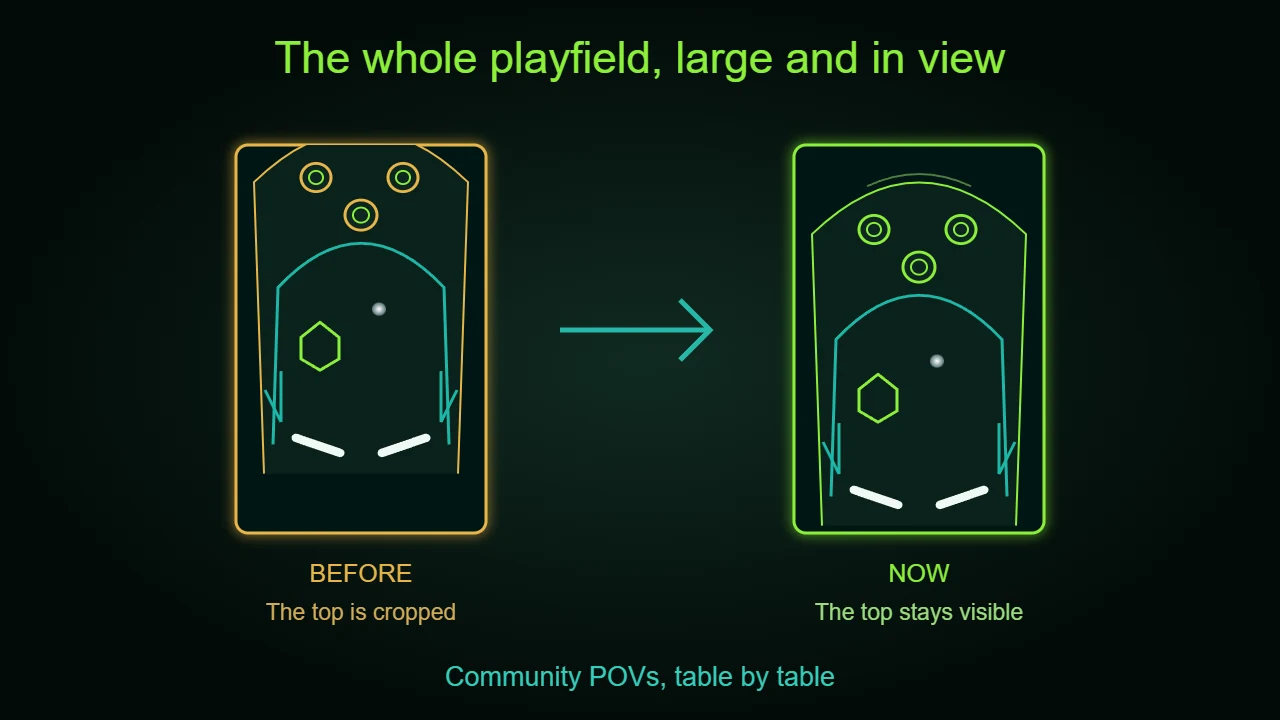 The whole playfield, large and in view
BEFORE
The top is cropped
NOW
The top stays visible
Community POVs, table by table